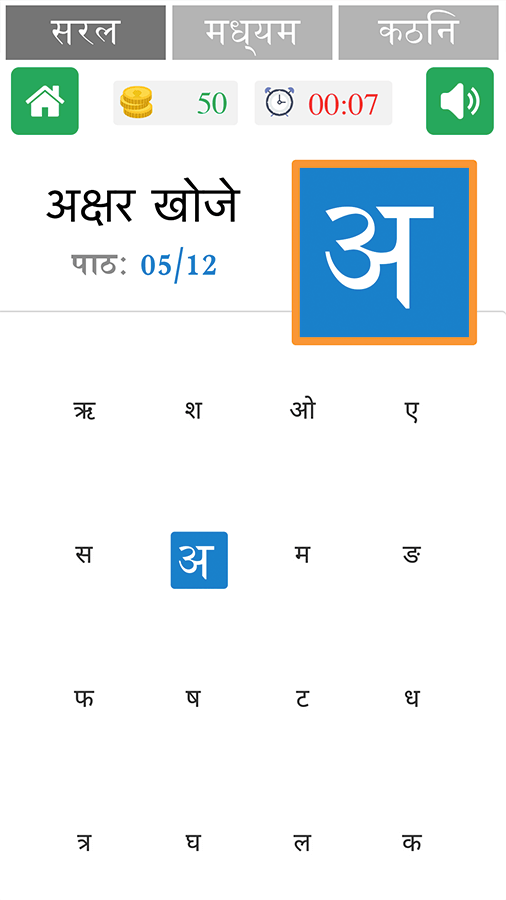 सरल मध्यम कठनि
50 00:07
अक्षर खोजे
पाठ: 05/12
अ
ऋ श ओ ए
स अ म ङ
फ ष ट ध
त्र घ ल क